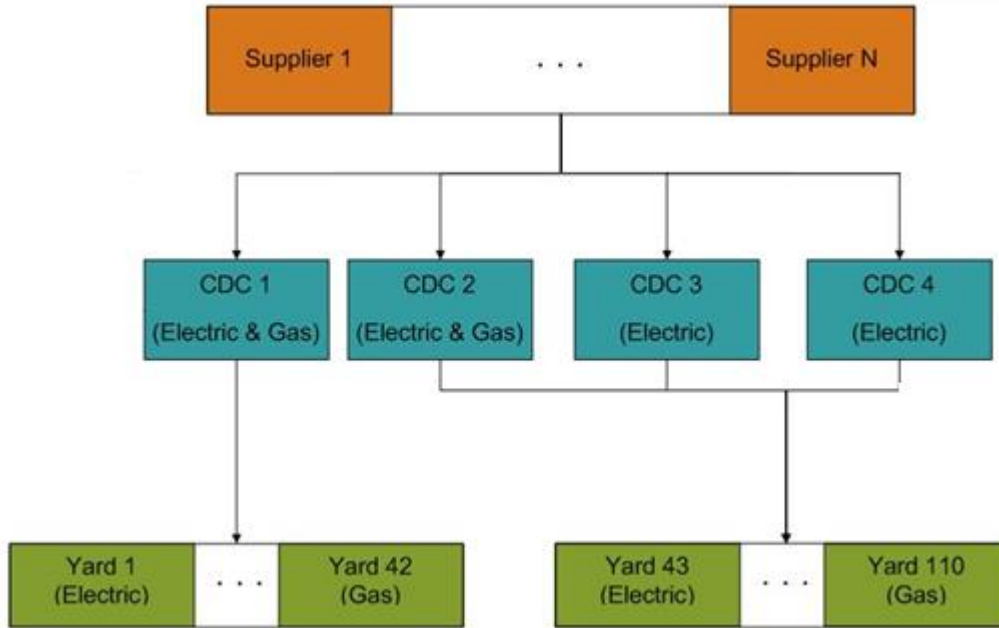 Supplier 1
. . .
Supplier N
CDC 1
(Electric & Gas)
CDC 2
(Electric & Gas)
CDC 3
(Electric)
CDC 4
(Electric)
Yard 1
(Electric)
. . .
Yard 42
(Gas)
Yard 43
(Electric)
. . .
Yard 110
(Gas)